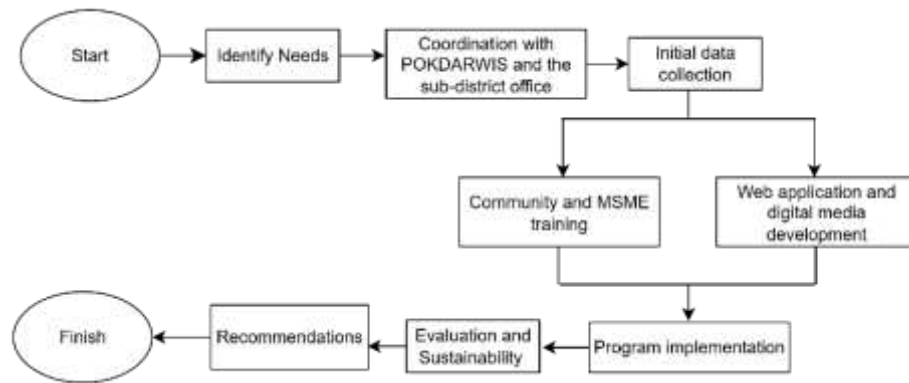 Start
Identify Needs
Coordination with
POKDARWIS and the
sub-district office
Initial data
collection
Community and MSME
training
Web application and
digital media
development
Finish
Recommendations
Evaluation and
Sustainability
Program implementation